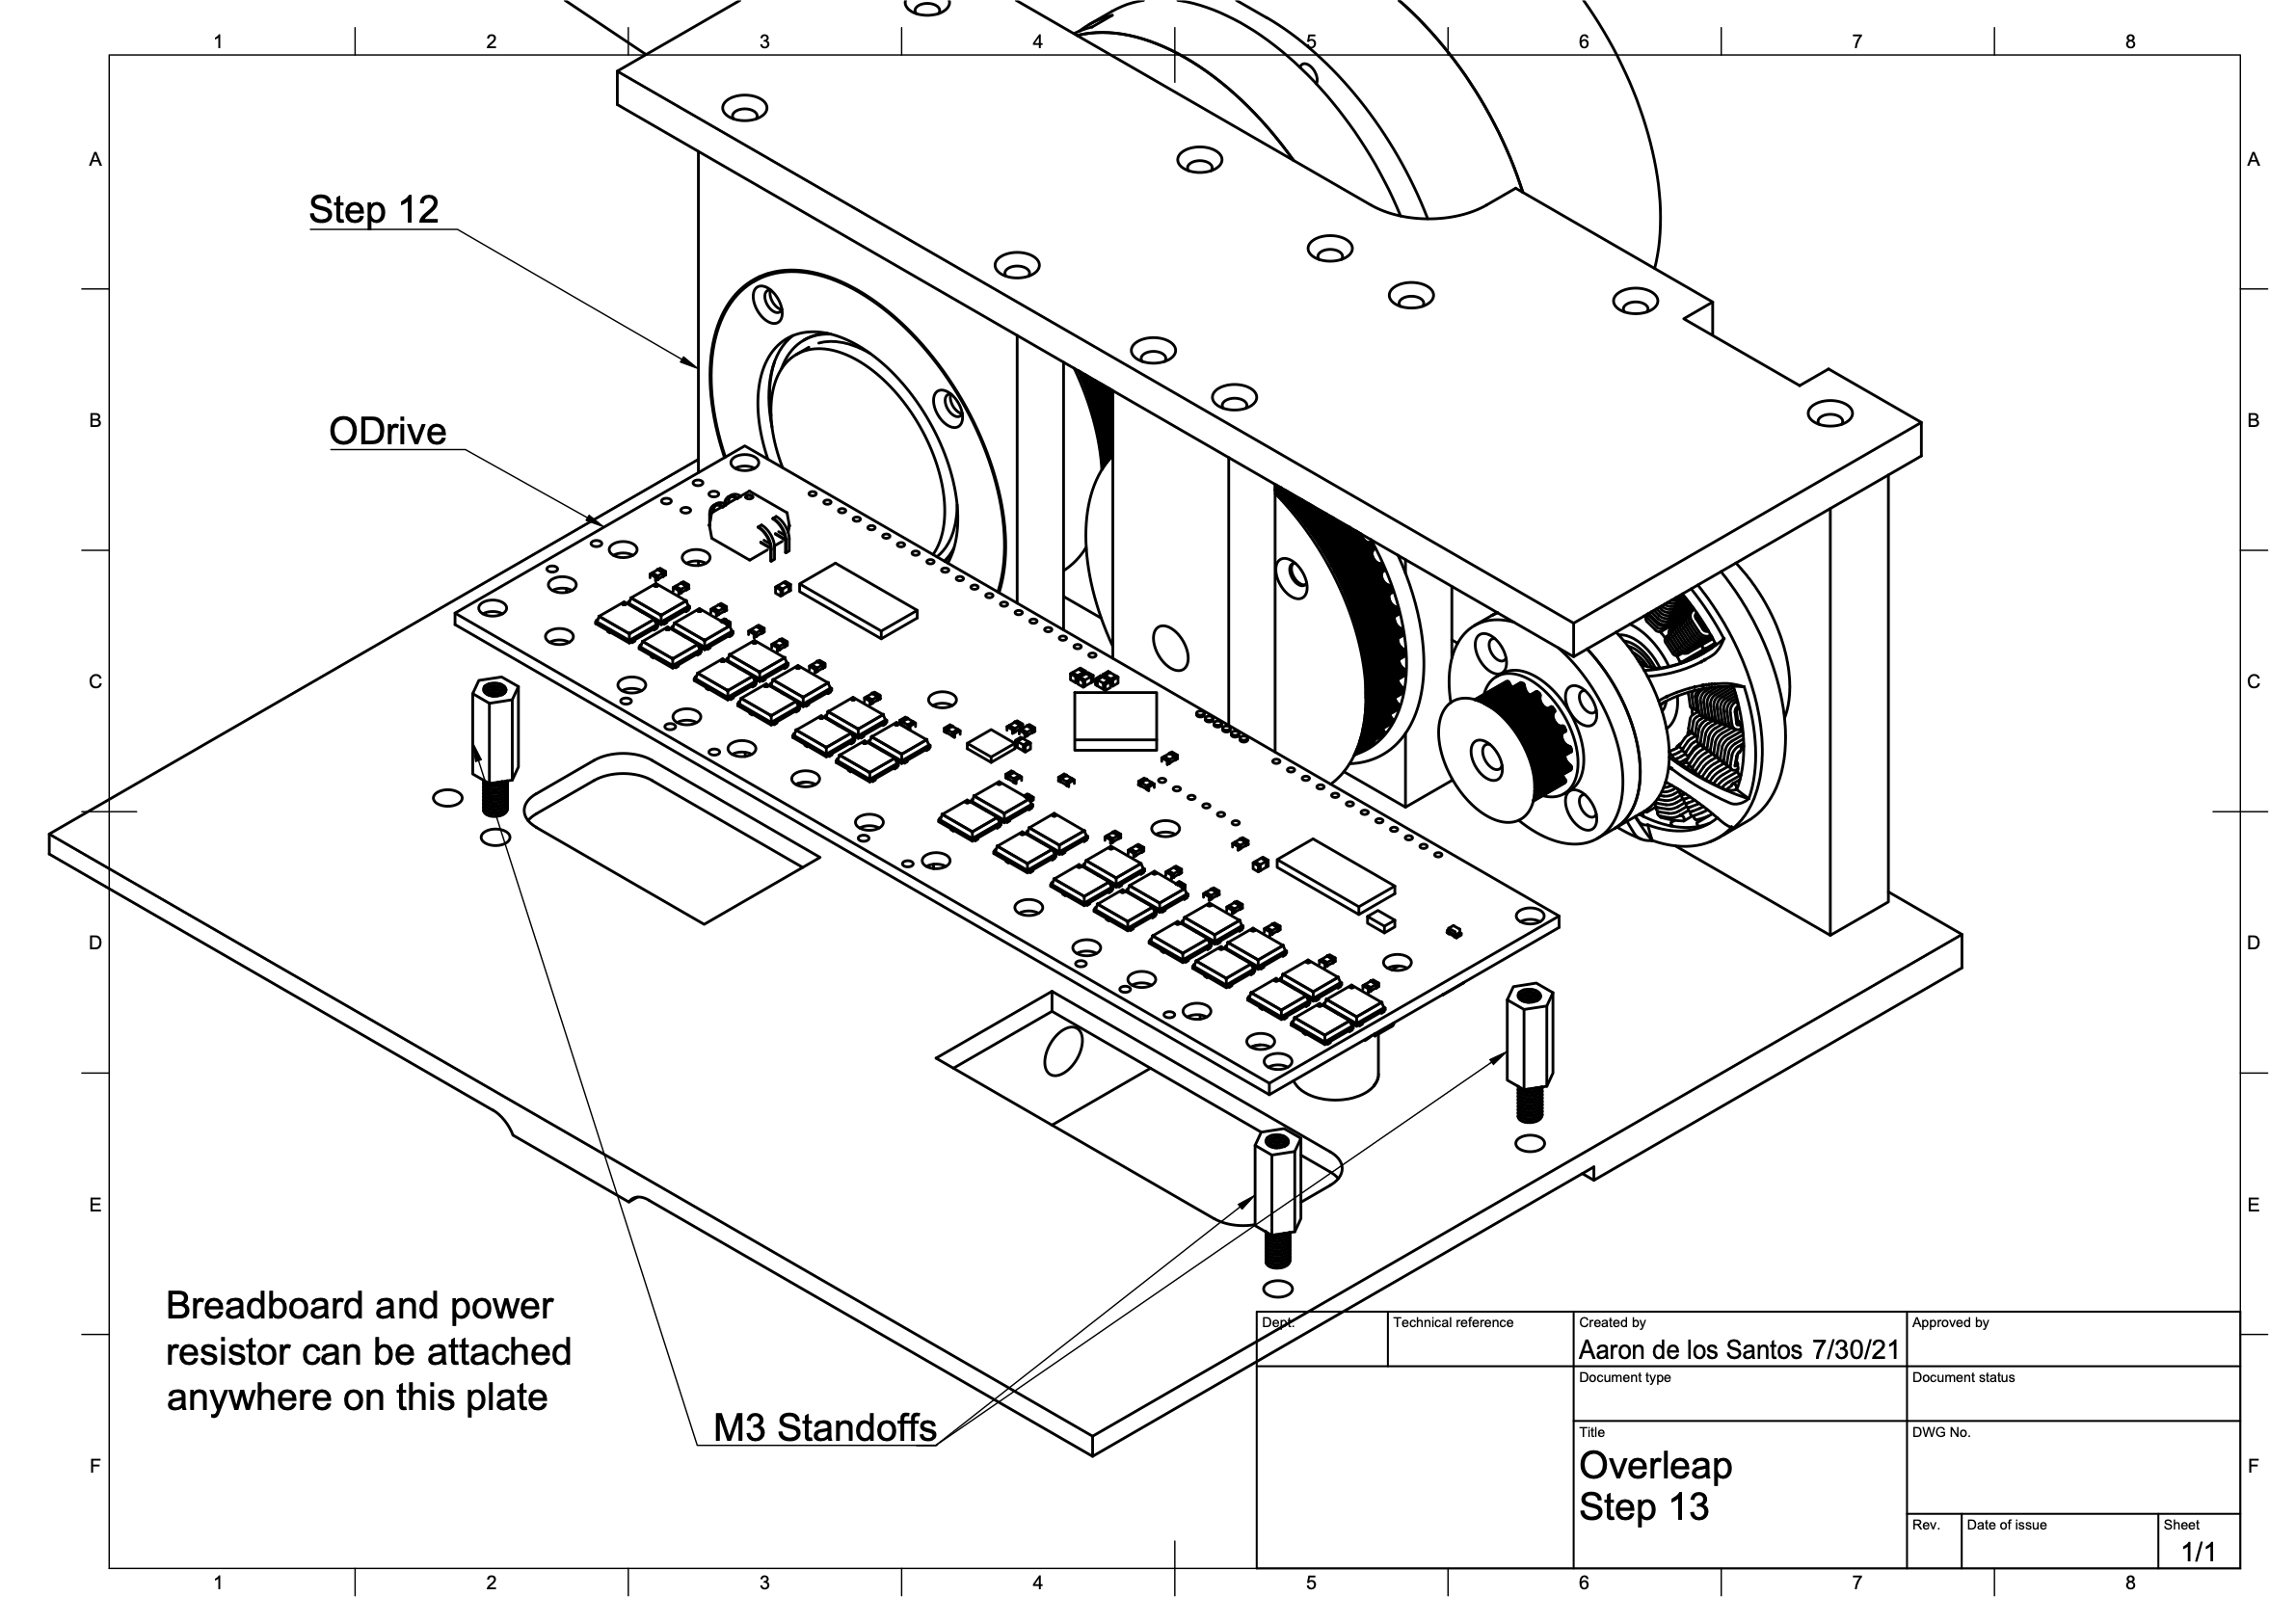 1 2 3 4 5 6 7 8
A A
Step 12
B B
ODrive
C C
D D
E E
Breadboard and power
resistor can be attached
anywhere on this plate
M3 Standoffs
F F
Dept.
Technical reference
Created by
Aaron de los Santos 7/30/21
Approved by
Document type
Document status
Title
Overleap
Step 13
DWG No.
Rev.
Date of issue
Sheet
1/1
1 2 3 4 5 6 7 8